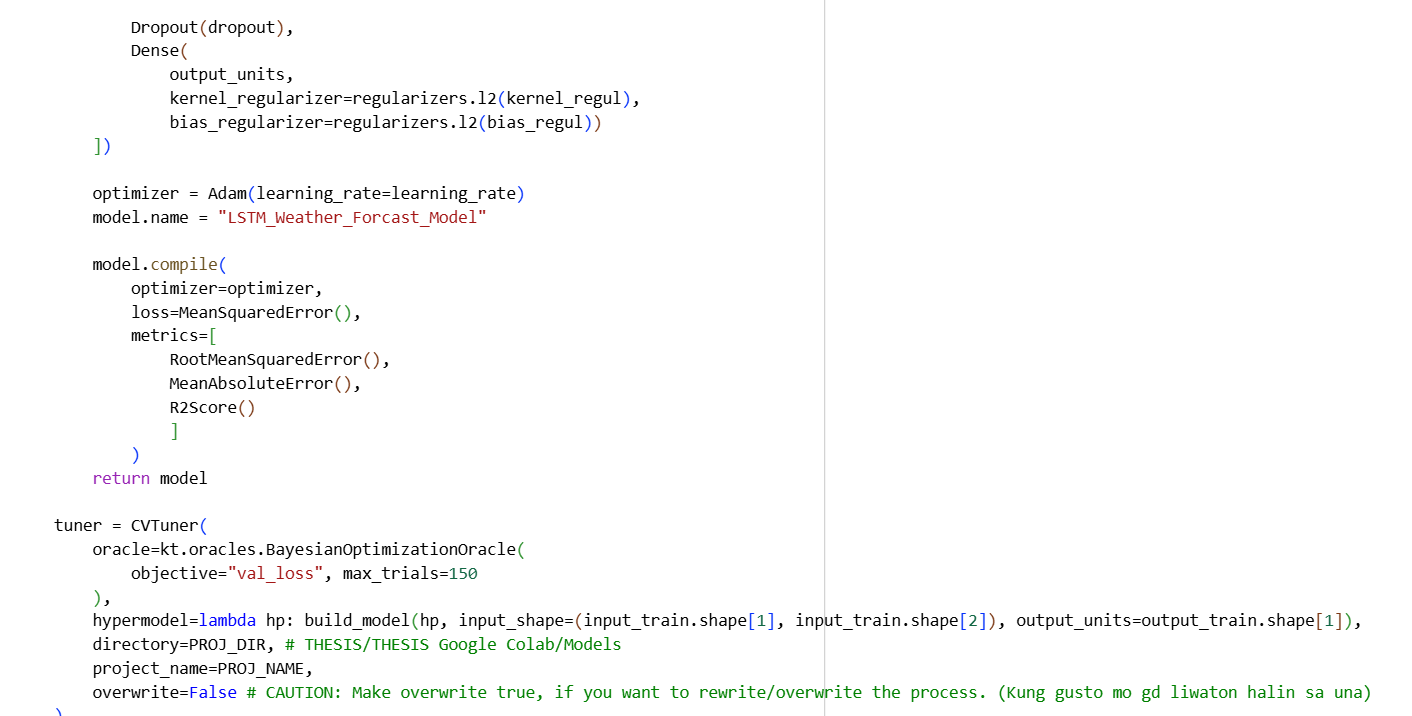 Dropout(dropout),
Dense(
output_units,
kernel_regularizer=regularizers.l2(kernel_regul),
bias_regularizer=regularizers.l2(bias_regul))
])
optimizer = Adam(learning_rate=learning_rate)
model.name = "LSTM_Weather_Forcast_Model"
model.compile(
optimizer=optimizer,
loss=MeanSquaredError(),
metrics=[
RootMeanSquaredError(),
MeanAbsoluteError(),
R2Score()
]
)
return model
tuner = CVTuner(
oracle=kt.oracles.BayesianOptimizationOracle(
objective="val_loss", max_trials=150
),
hypermodel=lambda hp: build_model(hp, input_shape=(input_train.shape[1], input_train.shape[2]), output_units=output_train.shape[1]),
directory=PROJ_DIR, # THESIS/THESIS Google Colab/Models
project_name=PROJ_NAME,
overwrite=False # CAUTION: Make overwrite true, if you want to rewrite/overwrite the process. (Kung gusto mo gd liwaton halin sa una)
)